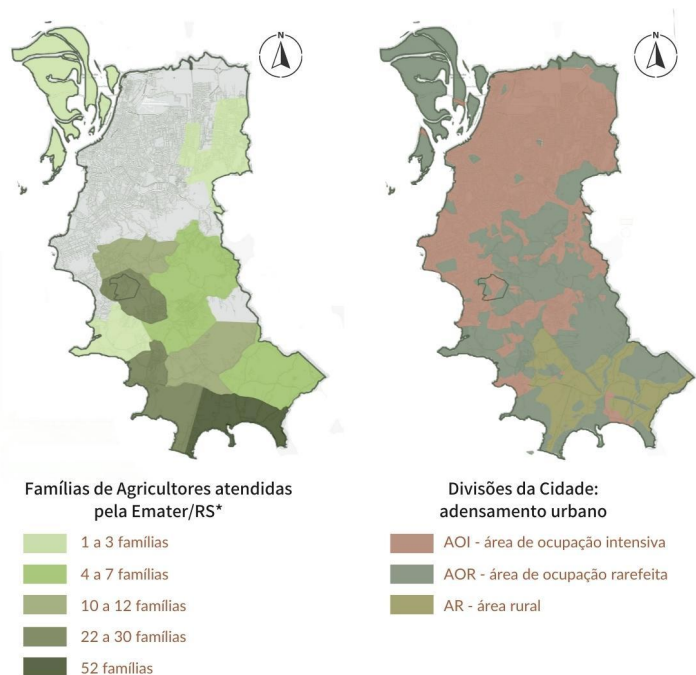 N
N
Famílias de Agricultores atendidas
pela Emater/RS*
1 a 3 famílias
4 a 7 famílias
10 a 12 famílias
22 a 30 famílias
52 famílias
Divisões da Cidade:
adensamento urbano
AOI - área de ocupação intensiva
AOR - área de ocupação rarefeita
AR - área rural